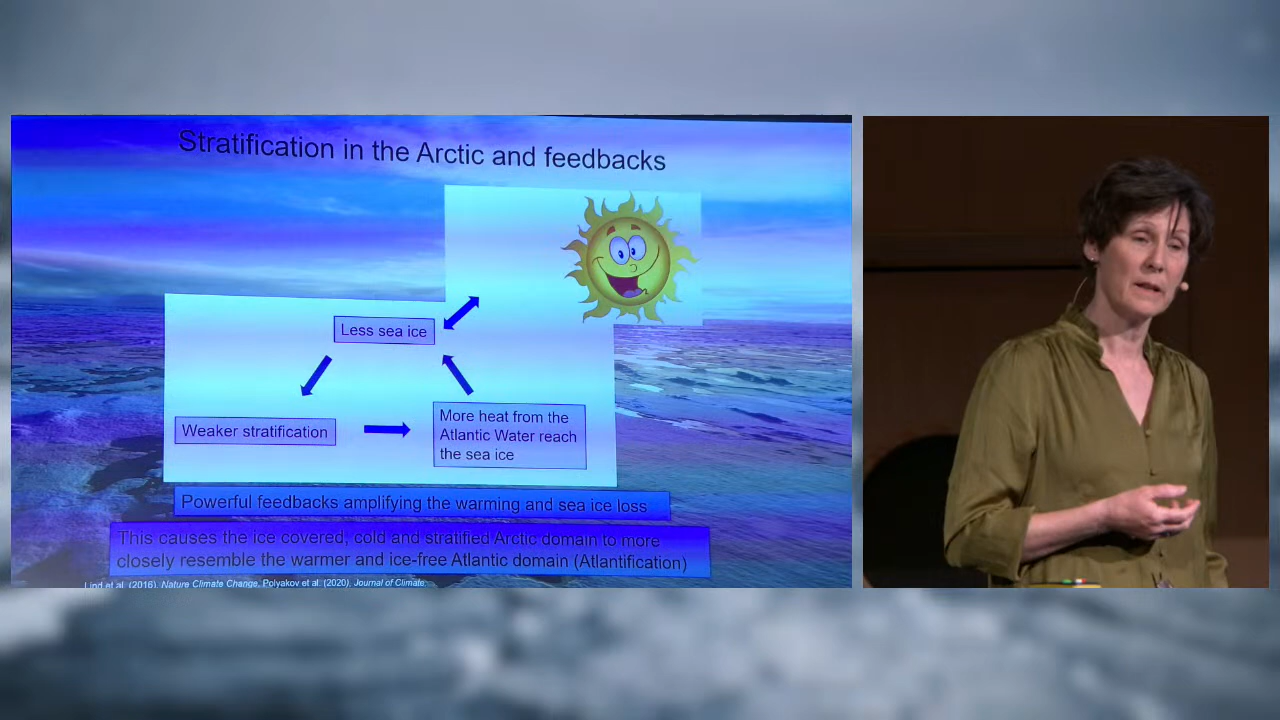 Stratification in the Arctic and feedbacks
Less sea ice
Weaker stratification
More heat from the
Atlantic Water reach
the sea ice
Powerful feedbacks amplifying the warming and sea ice loss
This causes the ice covered, cold and stratified Arctic domain to more
closely resemble the warmer and ice-free Atlantic domain (Atlantification)
Lind et al. (2016), Nature Climate Change, Polyakov et al. (2020), Journal of Climate.